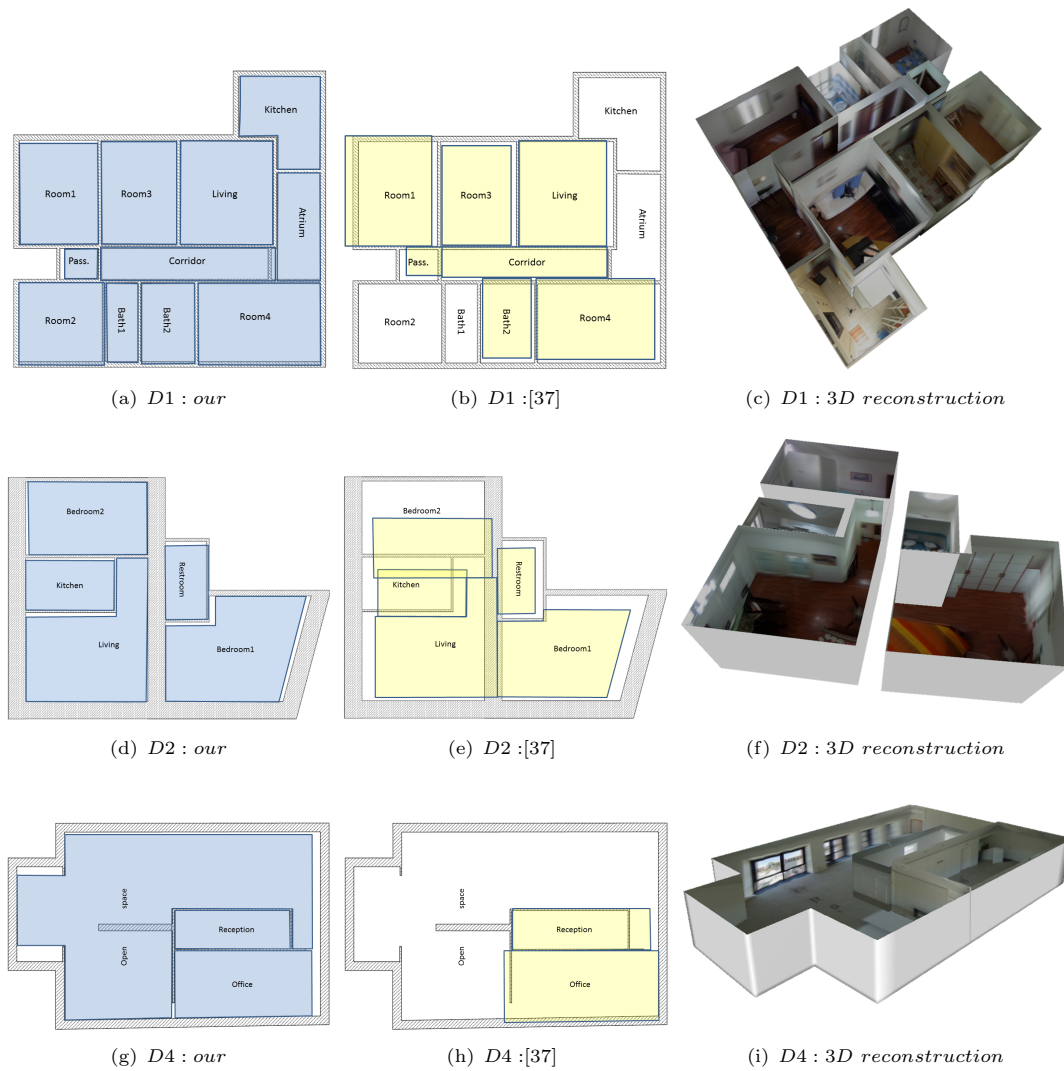 Kitchen
Room1
Room3
Living
Atrium
Pass.
Corridor
Room2
Bath1
Bath2
Room4
(a) D1 : our
Kitchen
Room1
Room3
Living
Atrium
Pass.
Corridor
Room2
Bath1
Bath2
Room4
(b) D1 :[37]
(c) D1 : 3D reconstruction
Bedroom2
Kitchen
Restroom
Living
Bedroom1
(d) D2 : our
Bedroom2
Kitchen
Restroom
Living
Bedroom1
(e) D2 :[37]
(f) D2 : 3D reconstruction
space
Open
Reception
Office
(g) D4 : our
space
Open
Reception
Office
(h) D4 :[37]
(i) D4 : 3D reconstruction